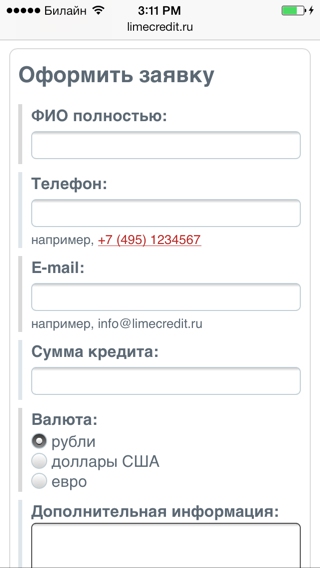 Билайн 3:11 PM
limecredit.ru
Оформить заявку
ФИО полностью:
Телефон:
например, +7 (495) 1234567
E-mail:
например, info@limecredit.ru
Сумма кредита:
Валюта:
рубли
доллары США
евро
Дополнительная информация: